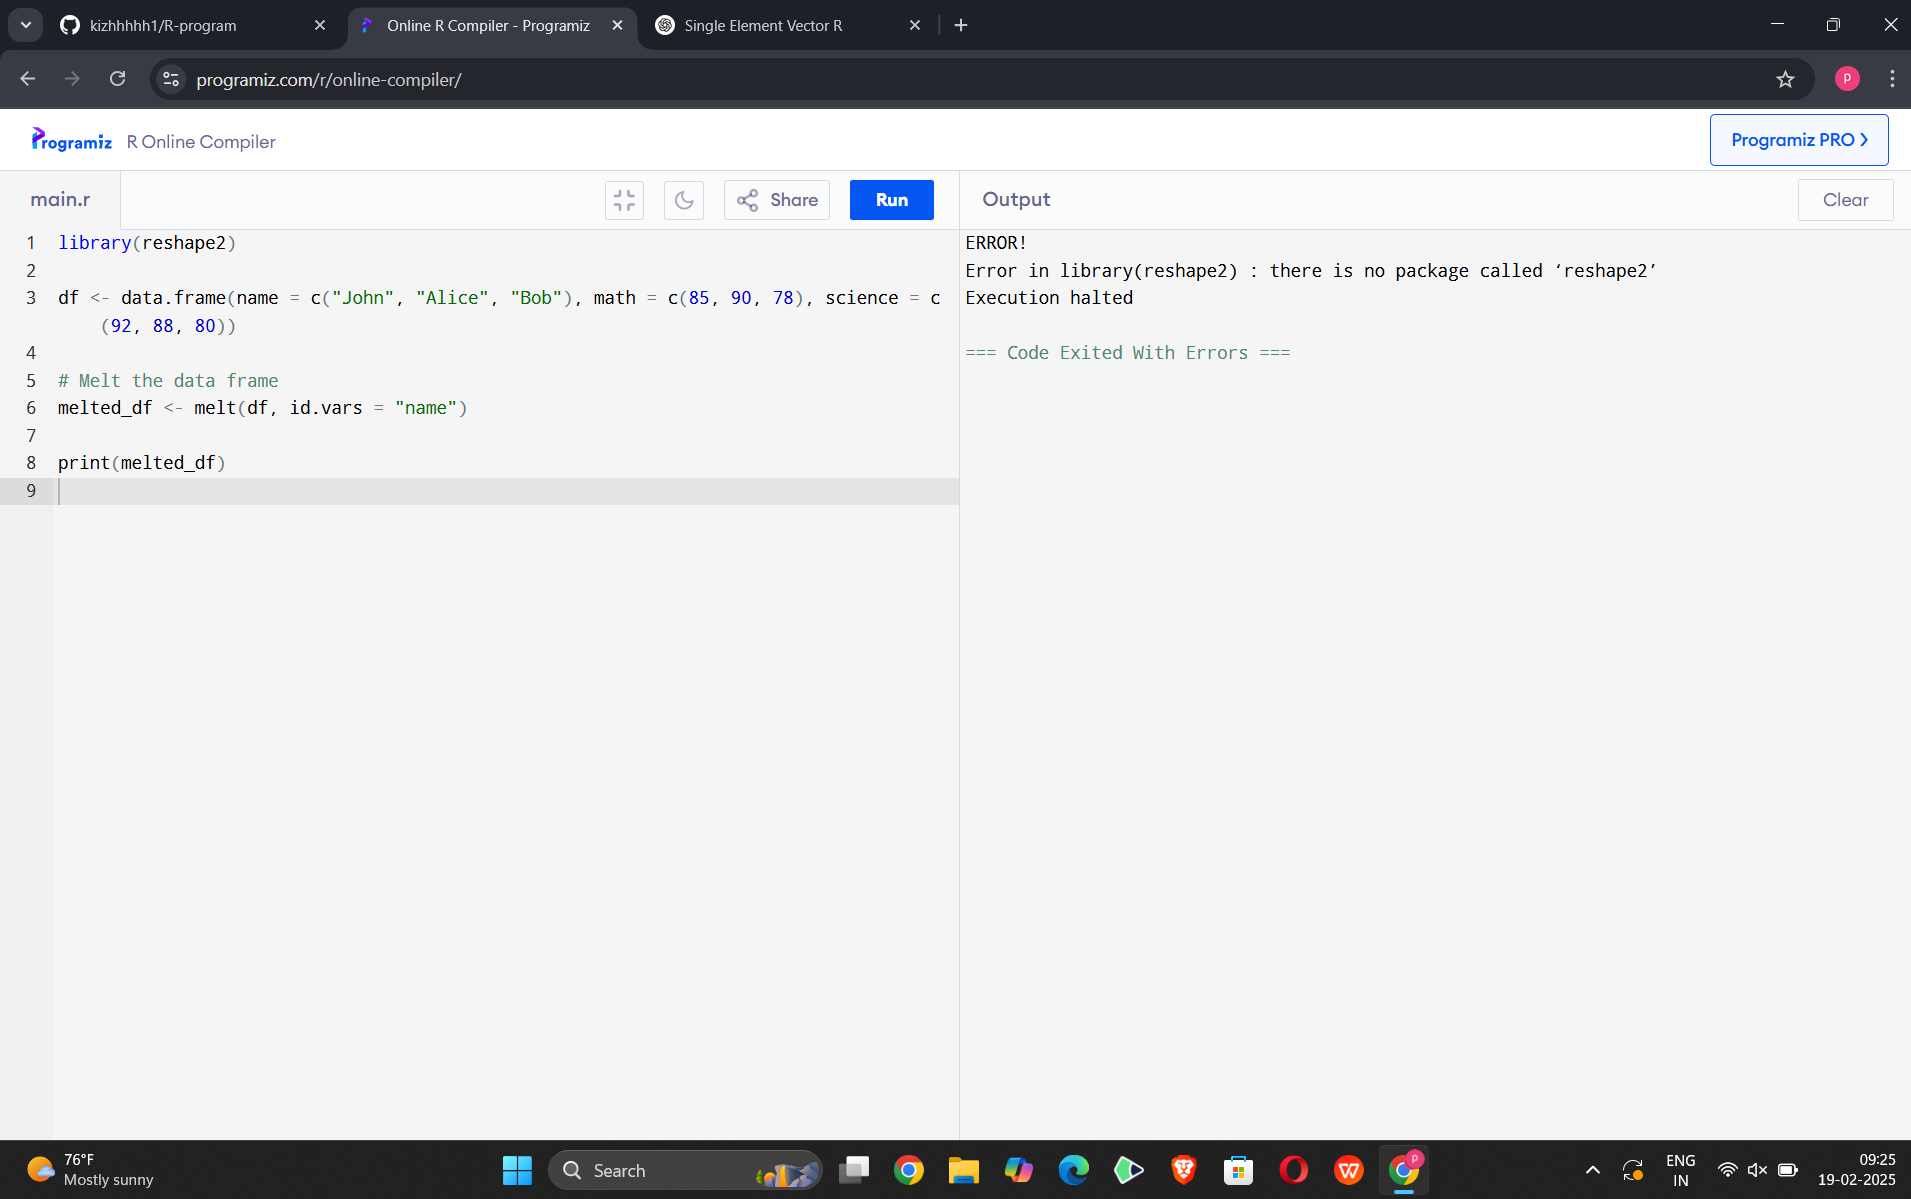 kizhhhhh1/R-program
Online R Compiler - Programiz
Single Element Vector R
programiz.com/r/online-compiler/
P
Programiz R Online Compiler
Programiz PRO
main.r
Share
Run
Output
Clear
1 library(reshape2)
2
3 df <- data.frame(name = c("John", "Alice", "Bob"), math = c(85, 90, 78), science = c
(92, 88, 80))
4
5 # Melt the data frame
6 melted_df <- melt(df, id.vars = "name")
7
8 print(melted_df)
9
ERROR!
Error in library(reshape2) : there is no package called ‘reshape2’
Execution halted
=== Code Exited With Errors ===
76°F
Mostly sunny
Search
P
ENG
IN
09:25
19-02-2025